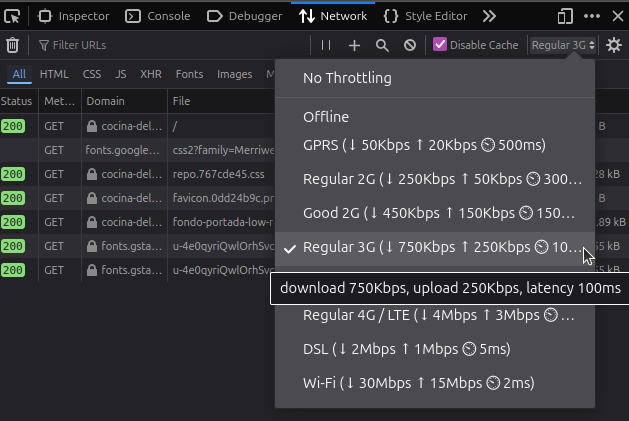 Inspector Console Debugger Network Style Editor
Filter URLs Disable Cache Regular 3G
All HTML CSS JS XHR Fonts Images
Status Met... Domain File
200 GET cocina-del... / B
GET fonts.google... css2?family=Merriwe
200 GET cocina-del... repo.767cde45.css 28 kB
200 GET cocina-del... favicon.0dd24b9c.pr B
200 GET cocina-del... fondo-portada-low-r .89 kB
200 GET fonts.gsta... u-4e0qyriQwlOrhSvc 55 kB
200 GET fonts.gsta... u-4e0qyriQwlOrhSvc 55 kB
No Throttling
Offline
GPRS (↓ 50Kbps ↑ 20Kbps 500ms)
Regular 2G (↓ 250Kbps ↑ 50Kbps 300...
Good 2G (↓ 450Kbps ↑ 150Kbps 150...
Regular 3G (↓ 750Kbps ↑ 250Kbps 10...
download 750Kbps, upload 250Kbps, latency 100ms
Regular 4G / LTE (↓ 4Mbps ↑ 3Mbps ...
DSL (↓ 2Mbps ↑ 1Mbps 5ms)
Wi-Fi (↓ 30Mbps ↑ 15Mbps 2ms)